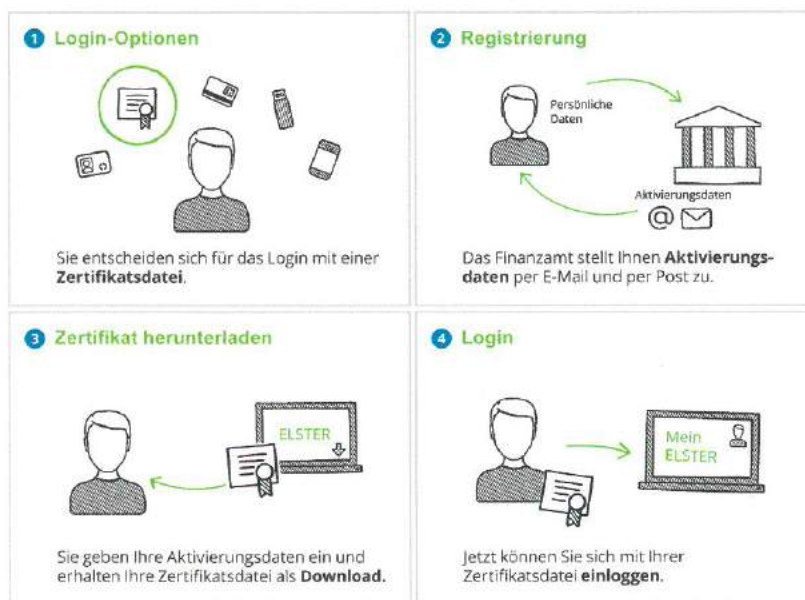 1 Login-Optionen
Sie entscheiden sich für das Login mit einer
Zertifikatsdatei.
2 Registrierung
Persönliche
Daten
Aktivierungsdaten
@
Das Finanzamt stellt Ihnen Aktivierungs-
daten per E-Mail und per Post zu.
3 Zertifikat herunterladen
ELSTER
Sie geben Ihre Aktivierungsdaten ein und
erhalten Ihre Zertifikatsdatei als Download.
4 Login
Mein
ELSTER
Jetzt können Sie sich mit Ihrer
Zertifikatsdatei einloggen.